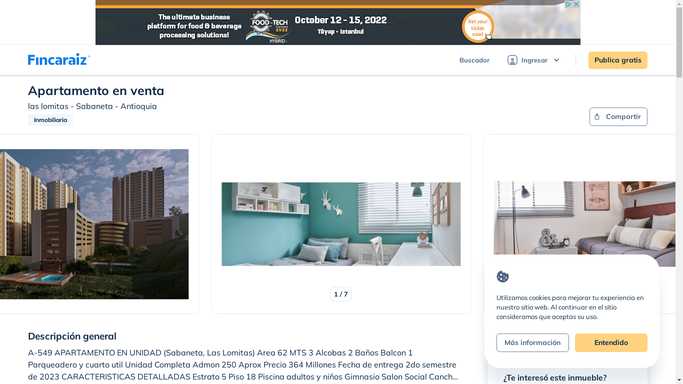 The ultimate business
platform for food & beverage
processing solutions!
FOOD-TECH
HYBRID
October 12 - 15, 2022
Tüyap - Istanbul
Fincaraiz
Buscador
Ingresar
Publica gratis
Apartamento en venta
las lomitas - Sabaneta - Antioquia
Inmobiliaria
Compartir
1 / 7
Utilizamos cookies para mejorar tu experiencia en
nuestro sitio web. Al continuar en el sitio
consideramos que aceptas su uso.
Más información
Entendido
Descripción general
A-549 APARTAMENTO EN UNIDAD (Sabaneta, Las Lomitas) Area 62 MTS 3 Alcobas 2 Baños Balcon 1
Parqueadero y cuarto util Unidad Completa Admon 250 Aprox Precio 364 Millones Fecha de entrega 2do semestre
de 2023 CARACTERISTICAS DETALLADAS Estrato 5 Piso 18 Piscina adultos y niños Gimnasio Salon Social Canch...
¿Te interesó este inmueble?